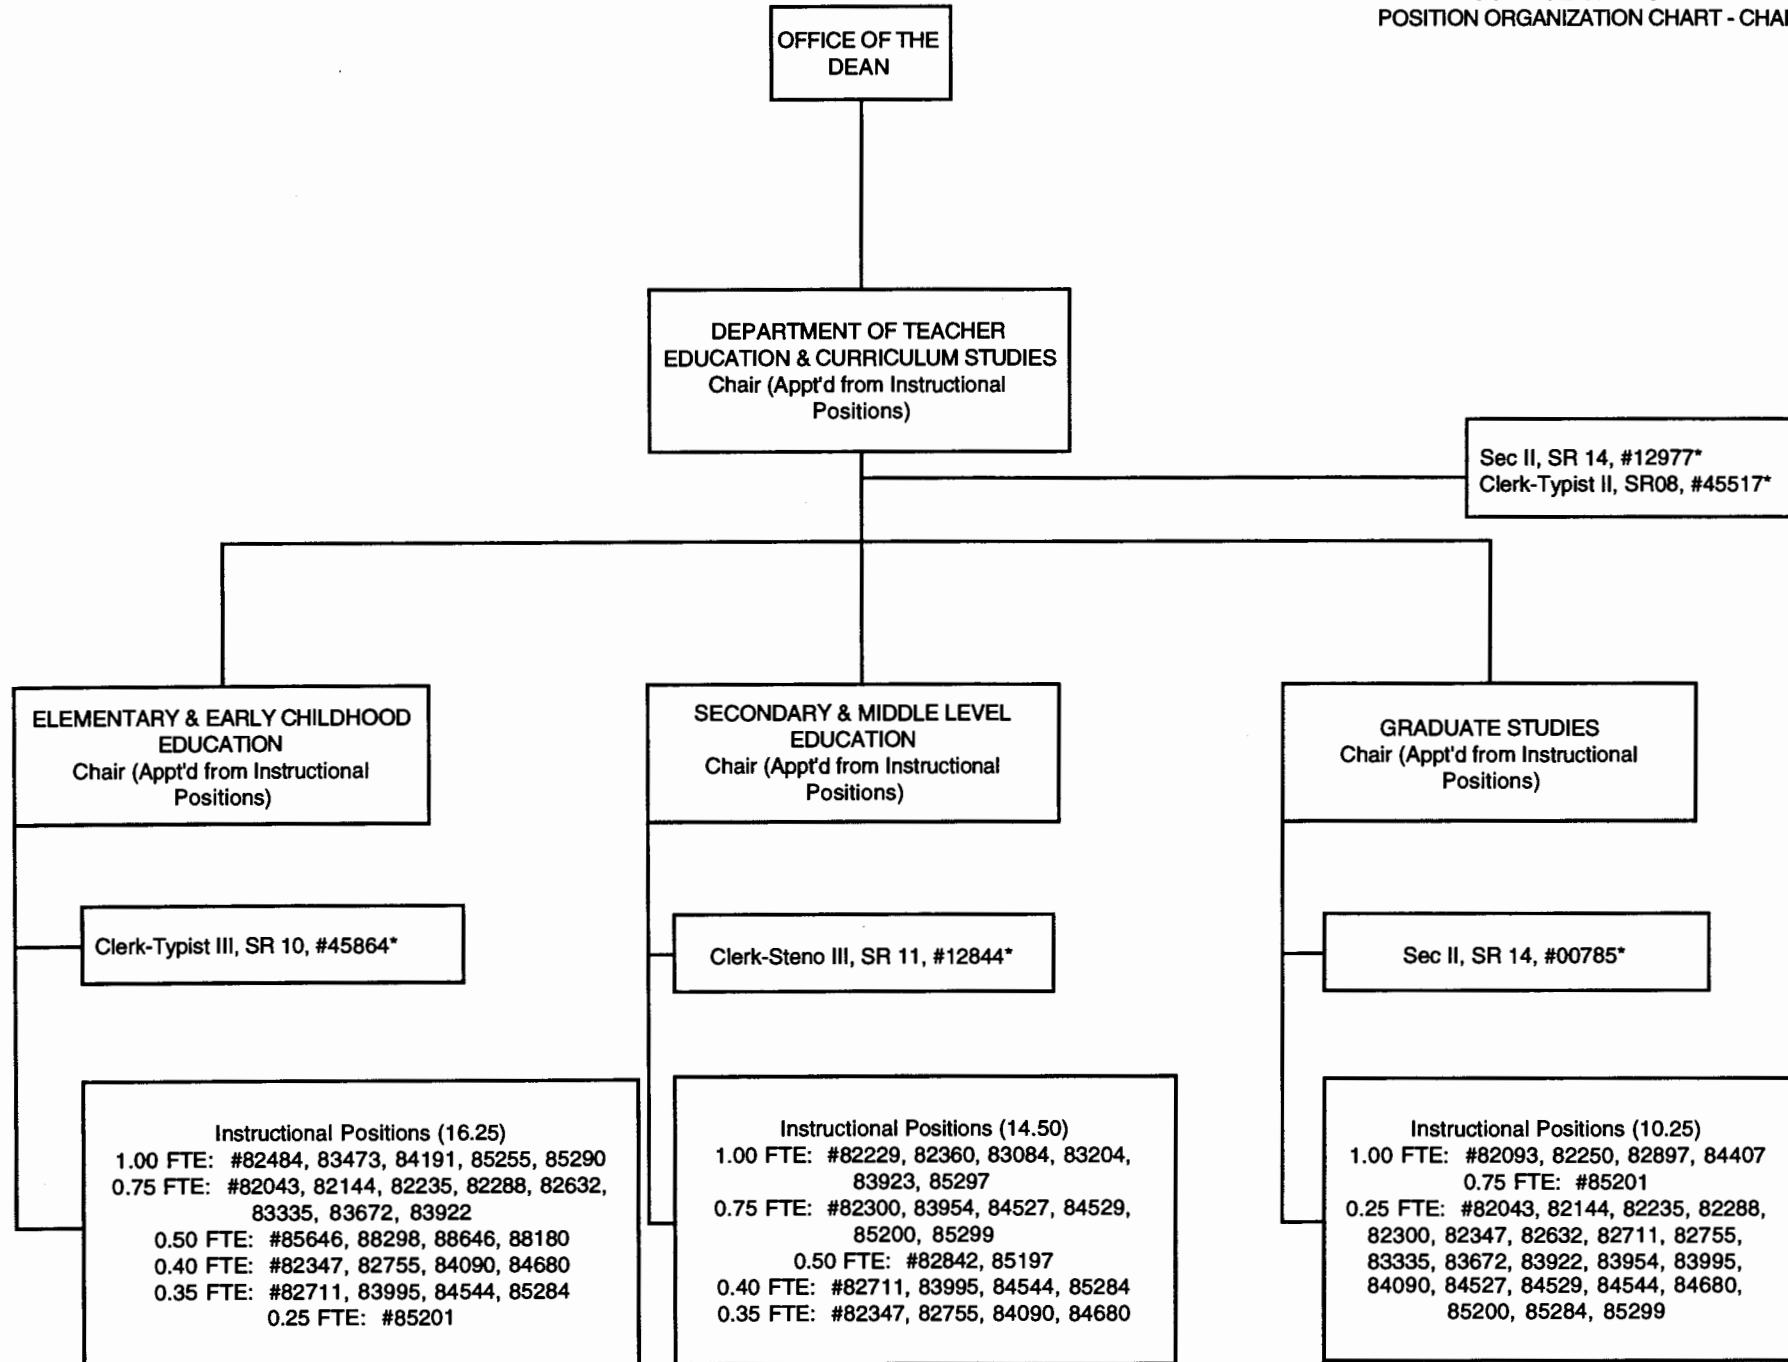 POSITION ORGANIZATION CHART - CHA
OFFICE OF THE
DEAN
DEPARTMENT OF TEACHER
EDUCATION & CURRICULUM STUDIES
Chair (Appt'd from Instructional
Positions)
Sec II, SR 14, #12977*
Clerk-Typist II, SR08, #45517*
ELEMENTARY & EARLY CHILDHOOD
EDUCATION
Chair (Appt'd from Instructional
Positions)
SECONDARY & MIDDLE LEVEL
EDUCATION
Chair (Appt'd from Instructional
Positions)
GRADUATE STUDIES
Chair (Appt'd from Instructional
Positions)
Clerk-Typist III, SR 10, #45864*
Clerk-Steno III, SR 11, #12844*
Sec II, SR 14, #00785*
Instructional Positions (16.25)
1.00 FTE: #82484, 83473, 84191, 85255, 85290
0.75 FTE: #82043, 82144, 82235, 82288, 82632,
83335, 83672, 83922
0.50 FTE: #85646, 88298, 88646, 88180
0.40 FTE: #82347, 82755, 84090, 84680
0.35 FTE: #82711, 83995, 84544, 85284
0.25 FTE: #85201
Instructional Positions (14.50)
1.00 FTE: #82229, 82360, 83084, 83204,
83923, 85297
0.75 FTE: #82300, 83954, 84527, 84529,
85200, 85299
0.50 FTE: #82842, 85197
0.40 FTE: #82711, 83995, 84544, 85284
0.35 FTE: #82347, 82755, 84090, 84680
Instructional Positions (10.25)
1.00 FTE: #82093, 82250, 82897, 84407
0.75 FTE: #85201
0.25 FTE: #82043, 82144, 82235, 82288,
82300, 82347, 82632, 82711, 82755,
83335, 83672, 83922, 83954, 83995,
84090, 84527, 84529, 84544, 84680,
85200, 85284, 85299